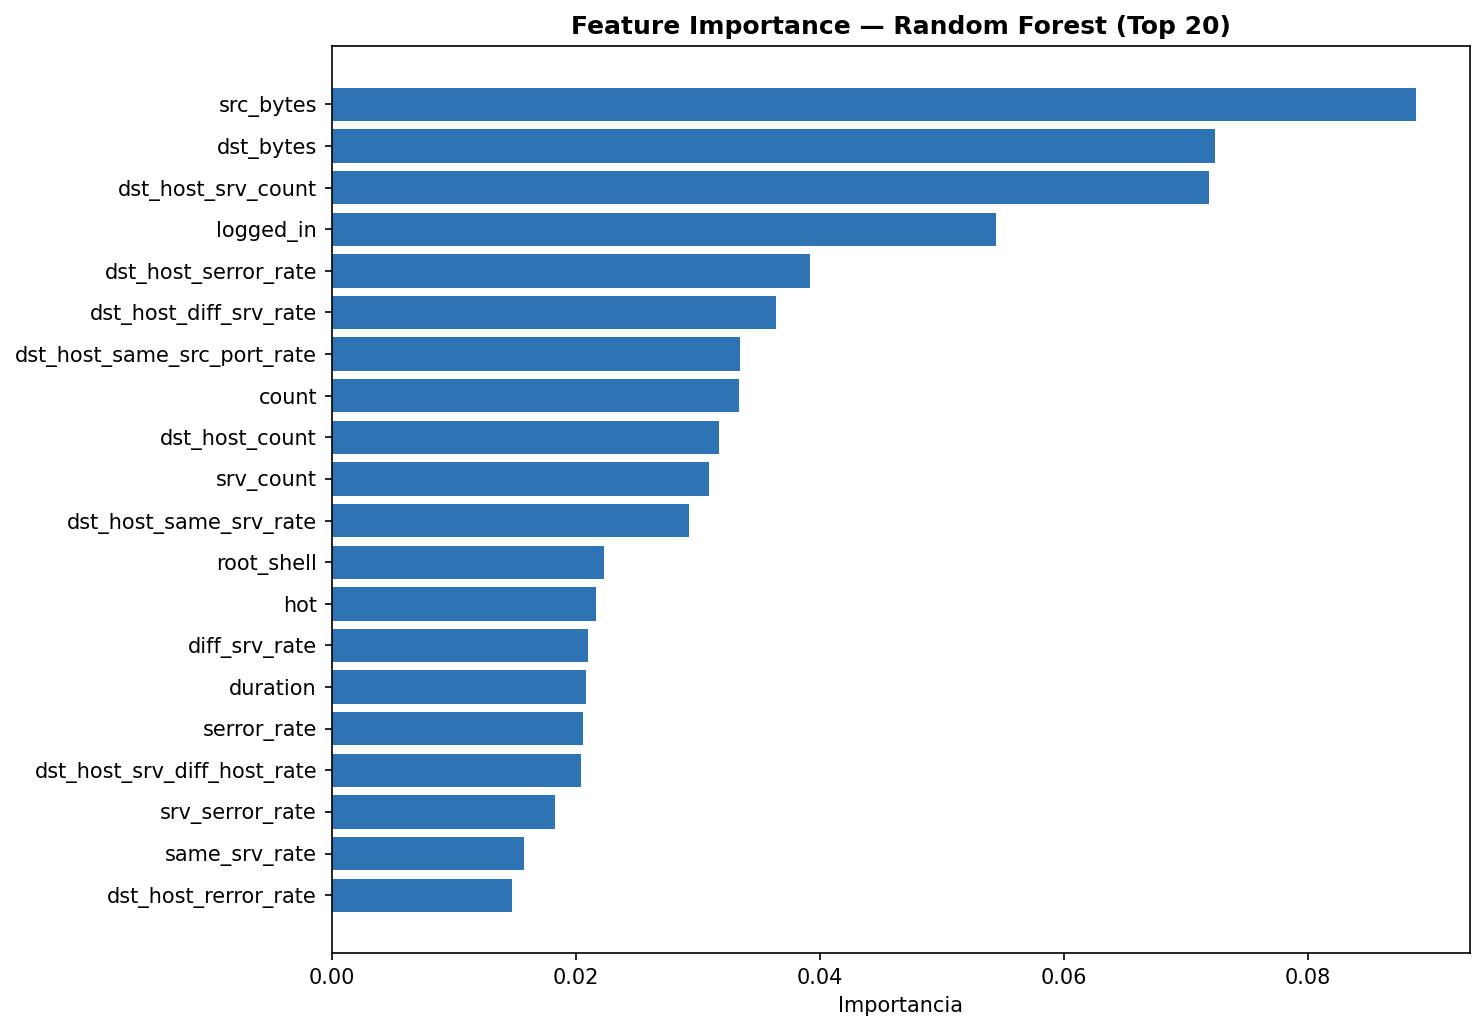 Feature Importance — Random Forest (Top 20)
src_bytes
dst_bytes
dst_host_srv_count
logged_in
dst_host_serror_rate
dst_host_diff_srv_rate
dst_host_same_src_port_rate
count
dst_host_count
srv_count
dst_host_same_srv_rate
root_shell
hot
diff_srv_rate
duration
serror_rate
dst_host_srv_diff_host_rate
srv_serror_rate
same_srv_rate
dst_host_rerror_rate
0.00 0.02 0.04 0.06 0.08
Importancia